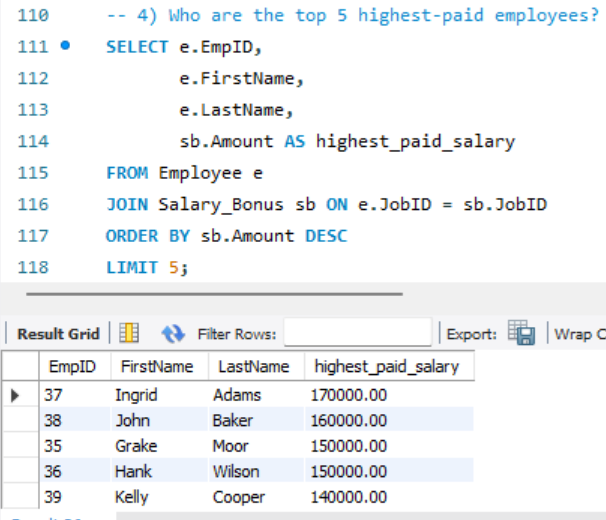 110 -- 4) Who are the top 5 highest-paid employees?
111 SELECT e.EmpID,
112 e.FirstName,
113 e.LastName,
114 sb.Amount AS highest_paid_salary
115 FROM Employee e
116 JOIN Salary_Bonus sb ON e.JobID = sb.JobID
117 ORDER BY sb.Amount DESC
118 LIMIT 5;
Result Grid Filter Rows: Export: Wrap C
EmpID FirstName LastName highest_paid_salary
37 Ingrid Adams 170000.00
38 John Baker 160000.00
35 Grake Moor 150000.00
36 Hank Wilson 150000.00
39 Kelly Cooper 140000.00